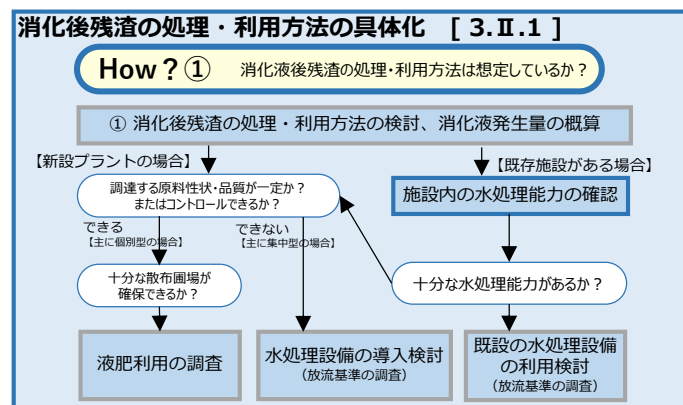 消化後残渣の処理・利用方法の具体化 [ 3.Ⅱ.1 ]
How?① 消化液後残渣の処理・利用方法は想定しているか?
① 消化後残渣の処理・利用方法の検討、消化液発生量の概算
【新設プラントの場合】
【既存施設がある場合】
調達する原料性状・品質が一定か?
またはコントロールできるか?
施設内の水処理能力の確認
できる
【主に個別型の場合】
できない
【主に集中型の場合】
十分な散布圃場が
確保できるか?
十分な水処理能力があるか?
液肥利用の調査
水処理設備の導入検討
(放流基準の調査)
既設の水処理設備
の利用検討
(放流基準の調査)